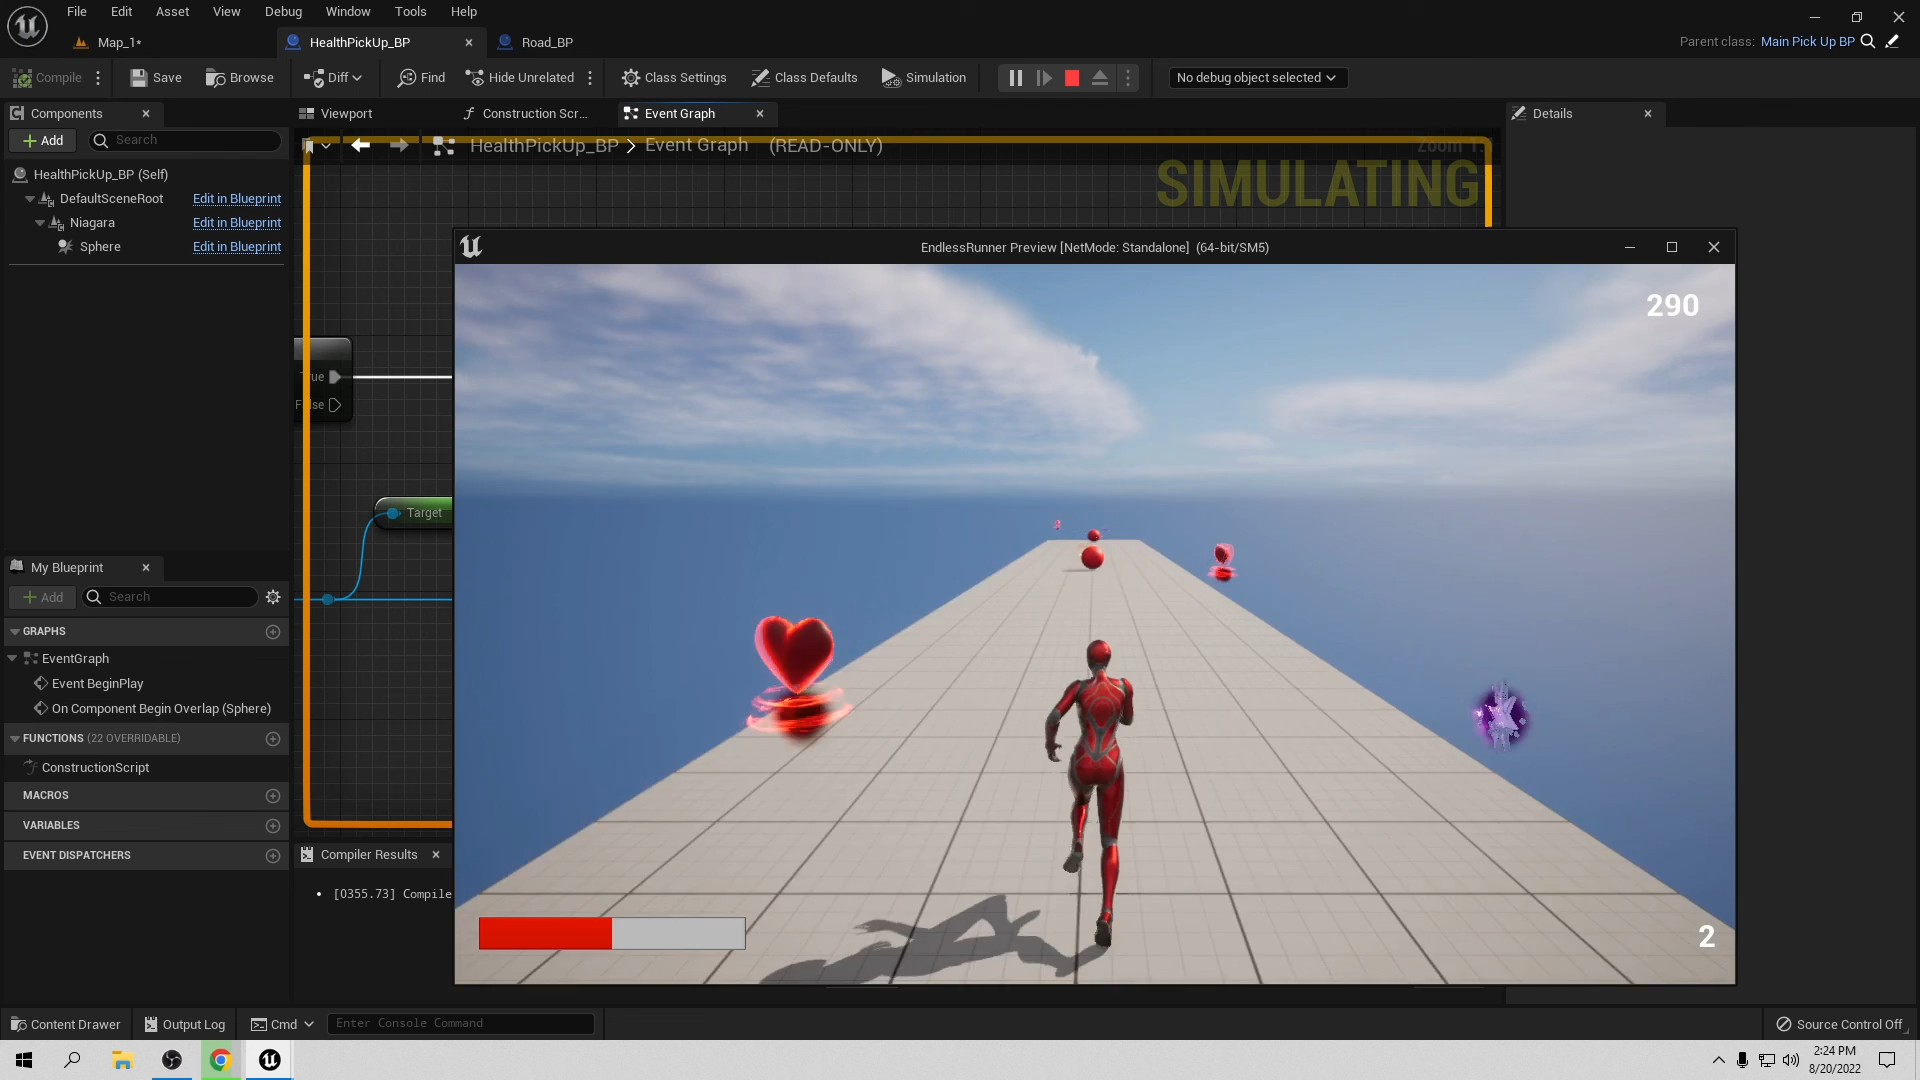 File Edit Asset View Debug Window Tools Help
Map_1*
HealthPickUp_BP
Road_BP
Parent class: Main Pick Up BP
Compile
Save
Browse
Diff
Find
Hide Unrelated
Class Settings
Class Defaults
Simulation
No debug object selected
Components
Viewport
Construction Scr...
Event Graph
Details
Add
Search
HealthPickUp_BP > Event Graph (READ-ONLY)
SIMULATING
HealthPickUp_BP (Self)
DefaultSceneRoot Edit in Blueprint
Niagara Edit in Blueprint
Sphere Edit in Blueprint
EndlessRunner Preview [NetMode: Standalone] (64-bit/SM5)
290
Target
My Blueprint
Add
Search
GRAPHS
EventGraph
Event BeginPlay
On Component Begin Overlap (Sphere)
FUNCTIONS (22 OVERRIDABLE)
ConstructionScript
MACROS
VARIABLES
EVENT DISPATCHERS
Compiler Results
[0355.73] Compile
2
Content Drawer
Output Log
Cmd
Enter Console Command
Source Control Off
2:24 PM
8/20/2022